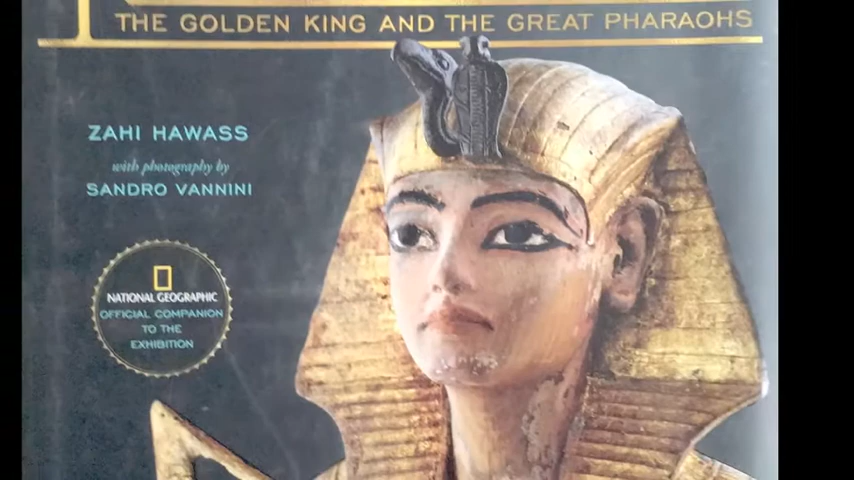 THE GOLDEN KING AND THE GREAT PHARAOHS
ZAHI HAWASS
with photography by
SANDRO VANNINI
NATIONAL GEOGRAPHIC
OFFICIAL COMPANION
TO THE
EXHIBITION